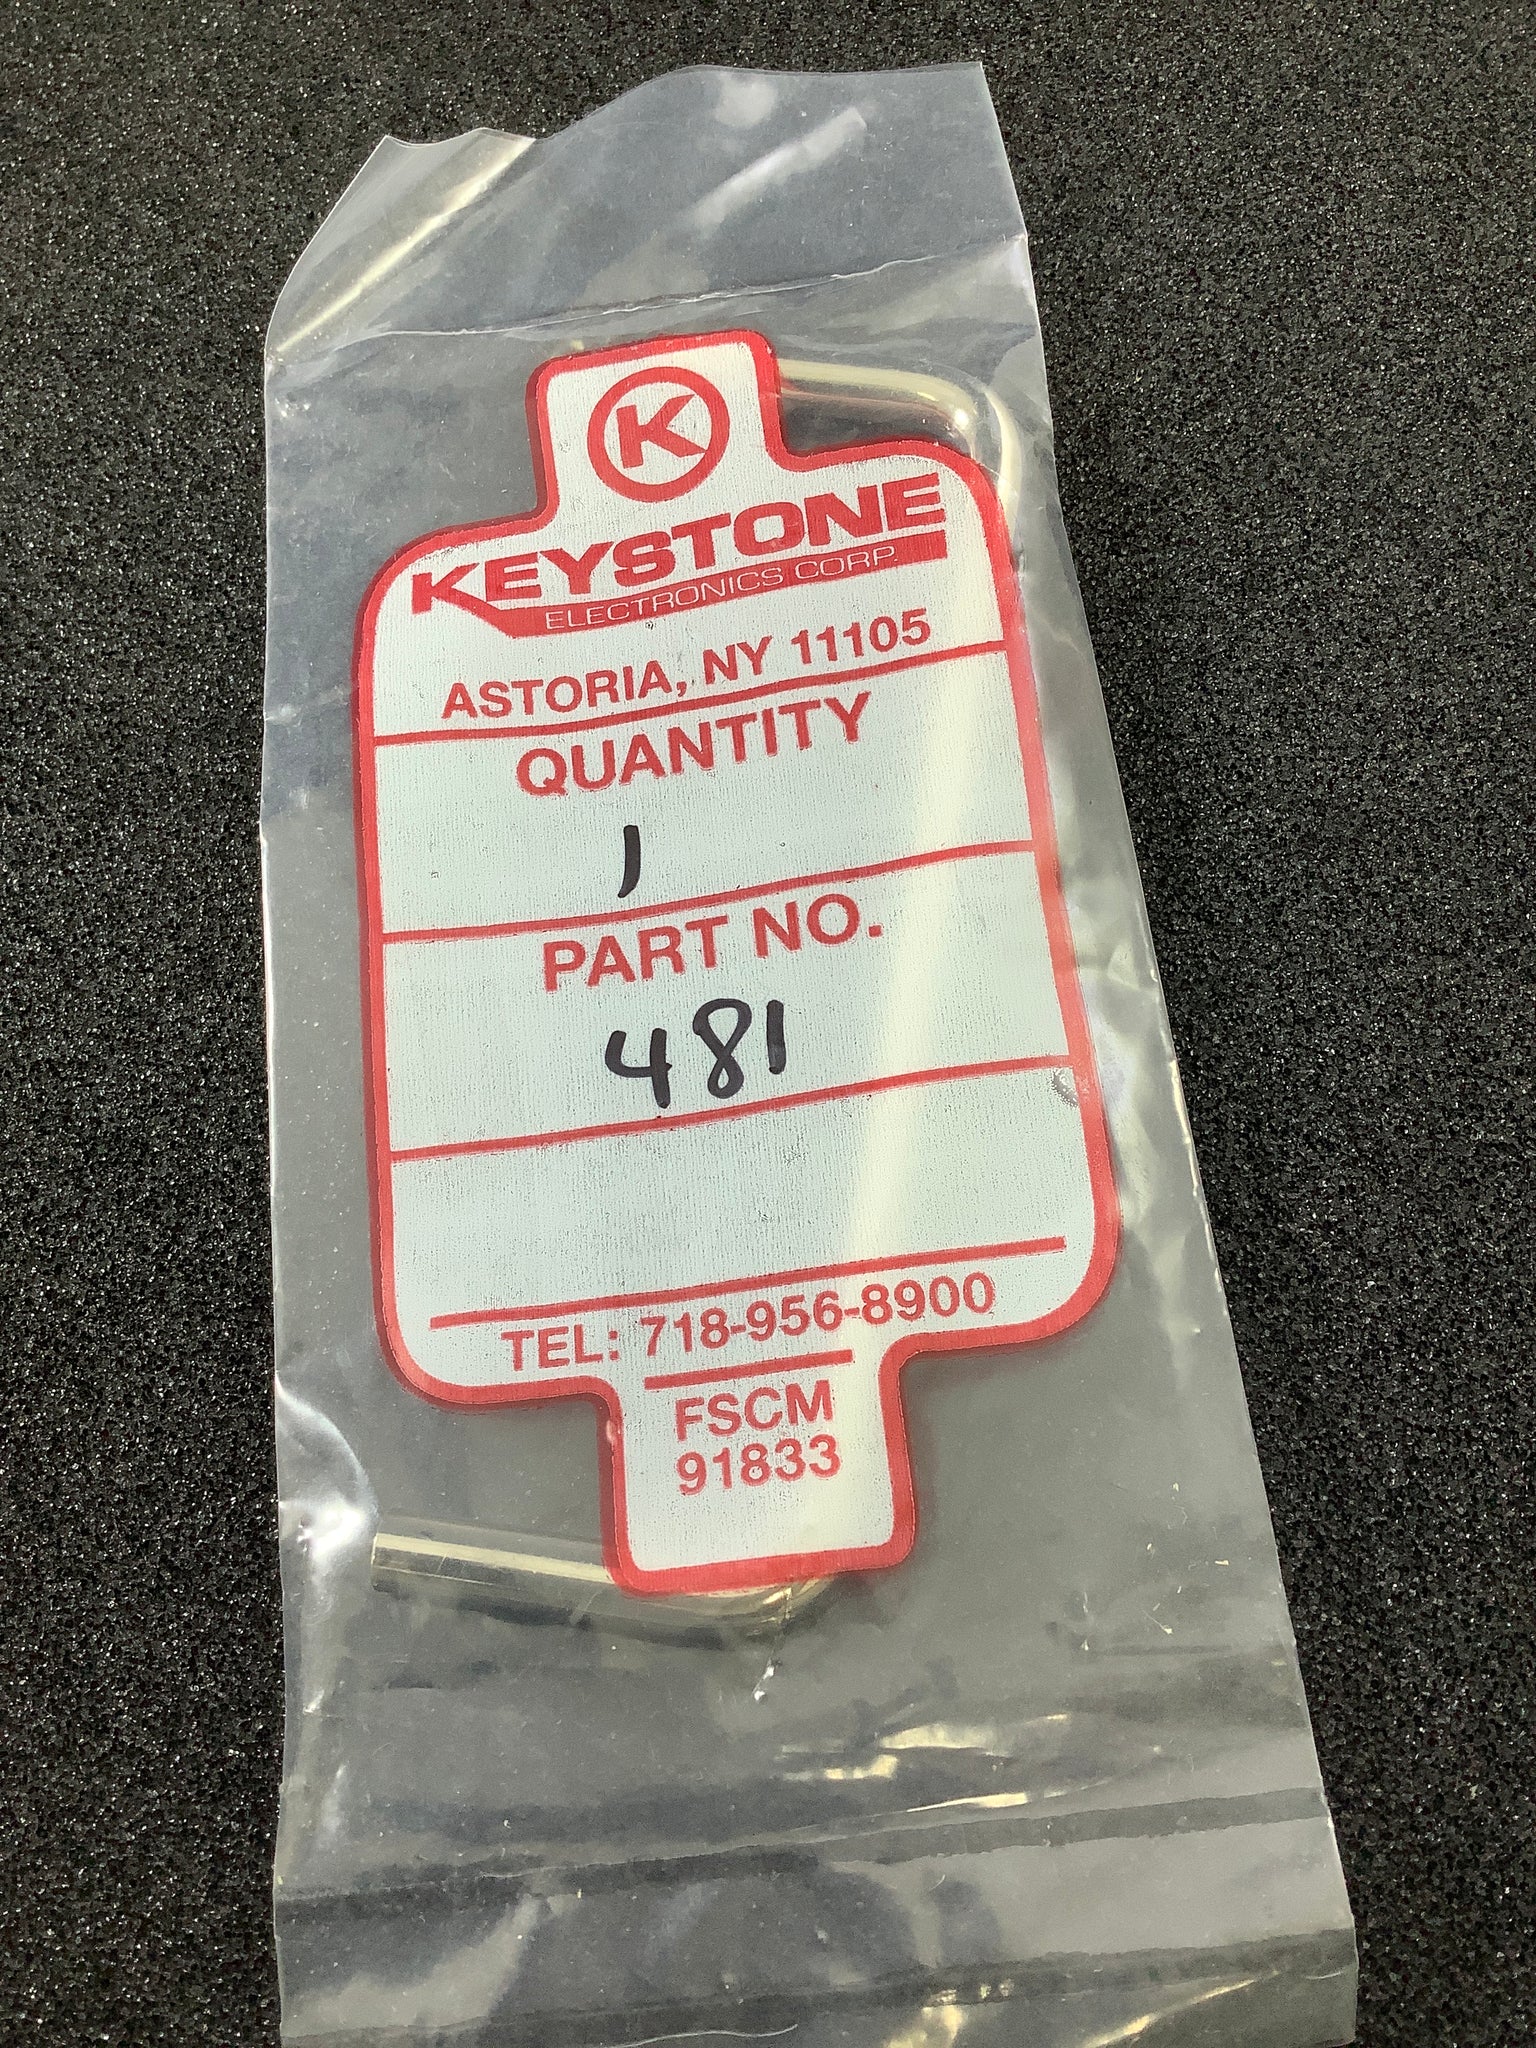 K
KEYSTONE
ELECTRONICS CORP.
ASTORIA, NY 11105
QUANTITY
1
PART NO.
481
TEL: 718-956-8900
FSCM
91833